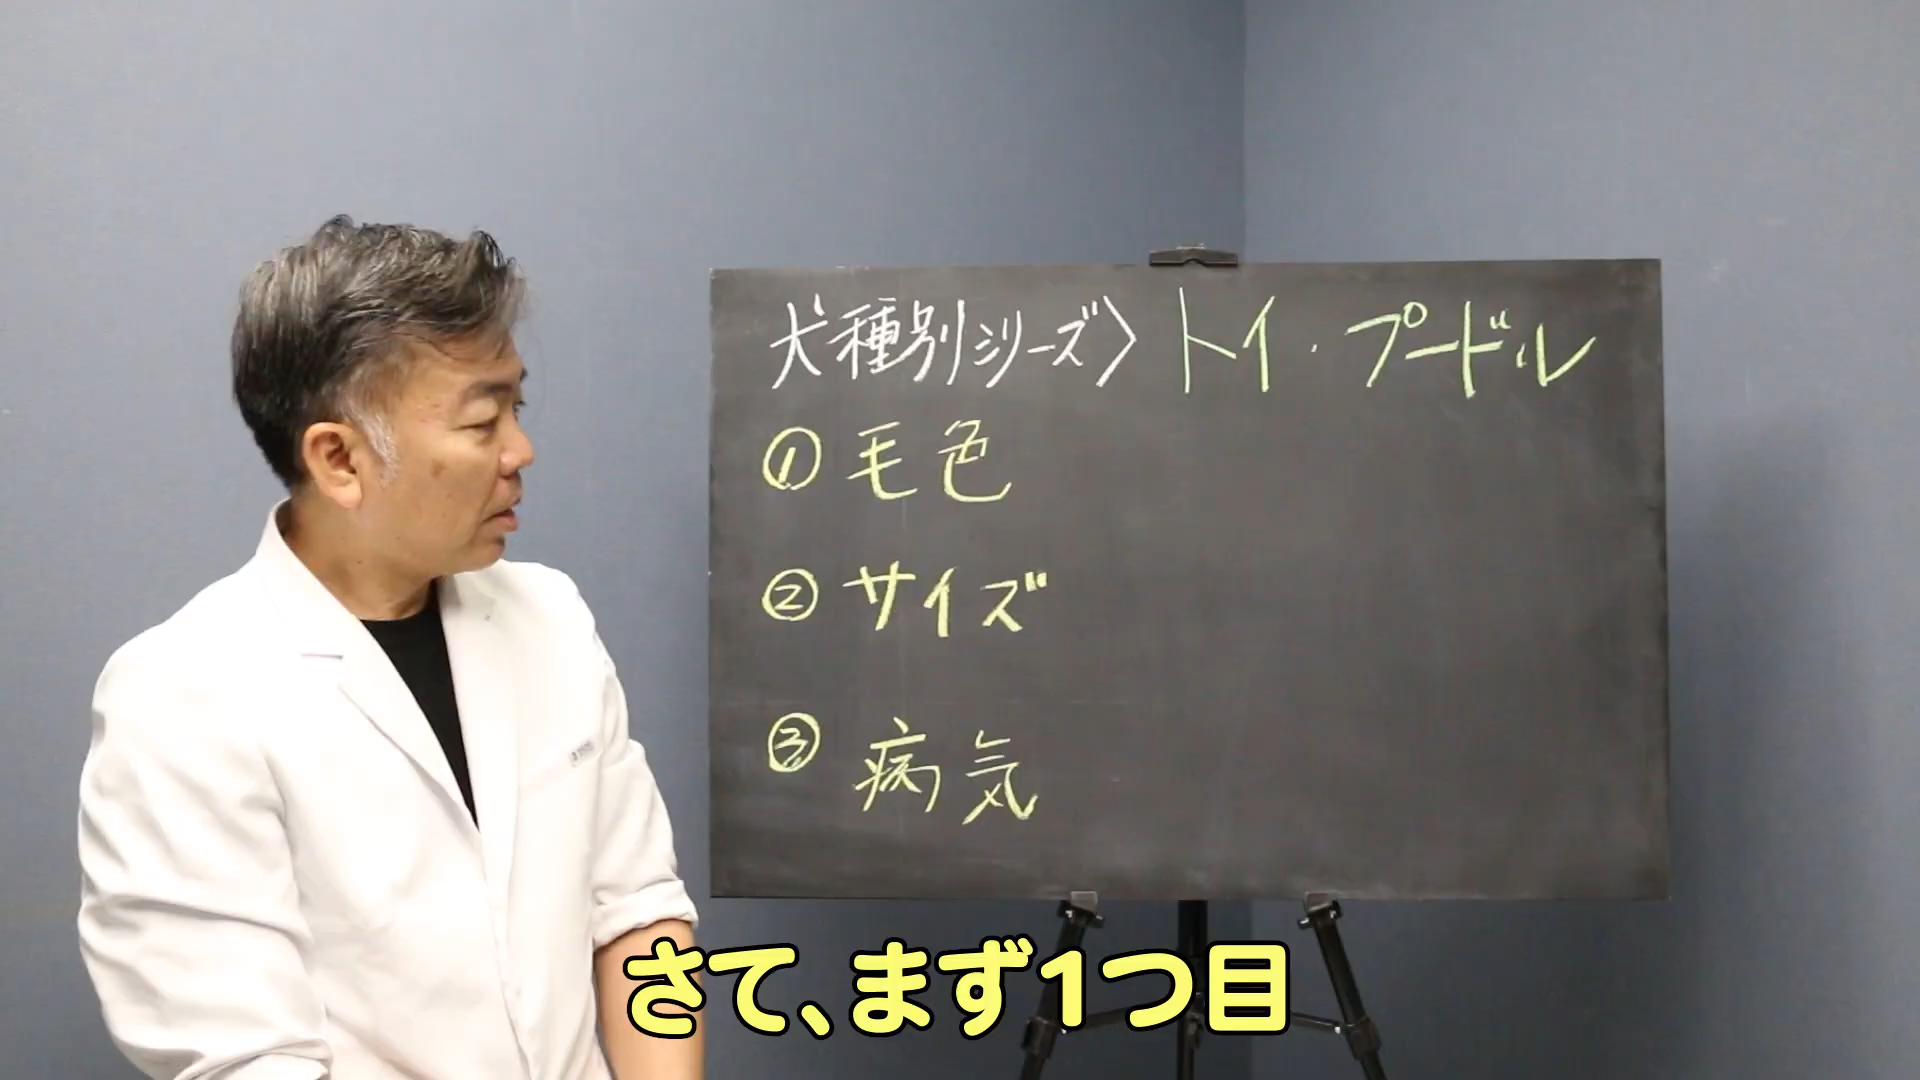 犬種別シリーズ〉トイ・プードル
① 毛色
② サイズ
③ 病気
さて、まず1つ目